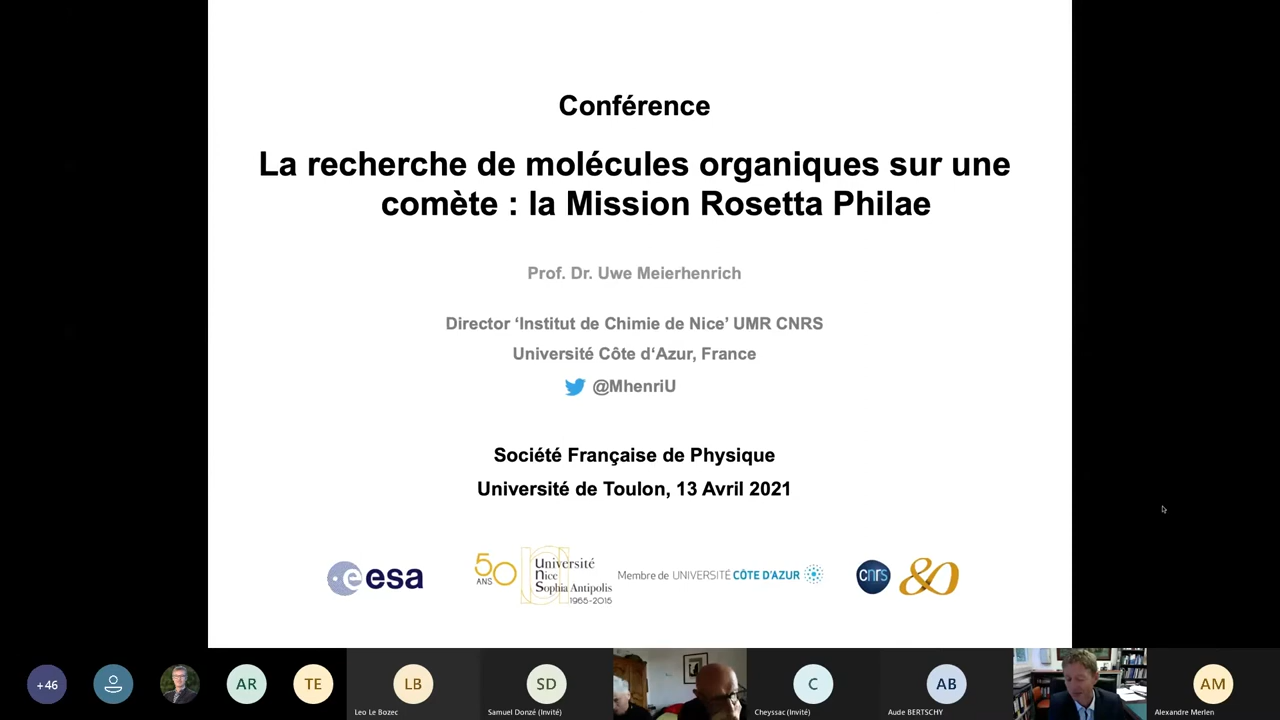 Conférence
La recherche de molécules organiques sur une
comète : la Mission Rosetta Philae
Prof. Dr. Uwe Meierhenrich
Director ‘Institut de Chimie de Nice’ UMR CNRS
Université Côte d‘Azur, France
@MhenriU
Société Française de Physique
Université de Toulon, 13 Avril 2021
esa
50
ANS
Université
Nice
Sophia Antipolis
1965-2015
Membre de UNIVERSITÉ CÔTE D'AZUR
cnrs
80
+46
AR
TE
LB
SD
C
AB
AM
Leo Le Bozec
Samuel Donzé (Invité)
Cheyssac (Invité)
Aude BERTSCHY
Alexandre Merlen